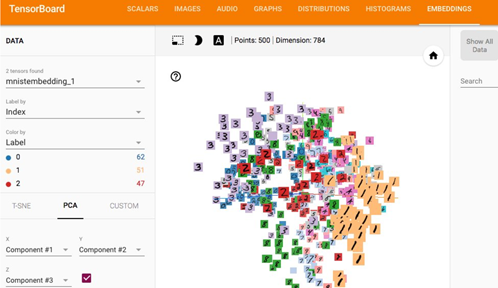 TensorBoard
SCALARS IMAGES AUDIO GRAPHS DISTRIBUTIONS HISTOGRAMS EMBEDDINGS
DATA
Points: 500 | Dimension: 784
Show All
Data
2 tensors found
mnistembedding_1
Search
Label by
Index
Color by
Label
0 62
1 51
2 47
T-SNE PCA CUSTOM
X Y
Component #1 Component #2
Z
Component #3